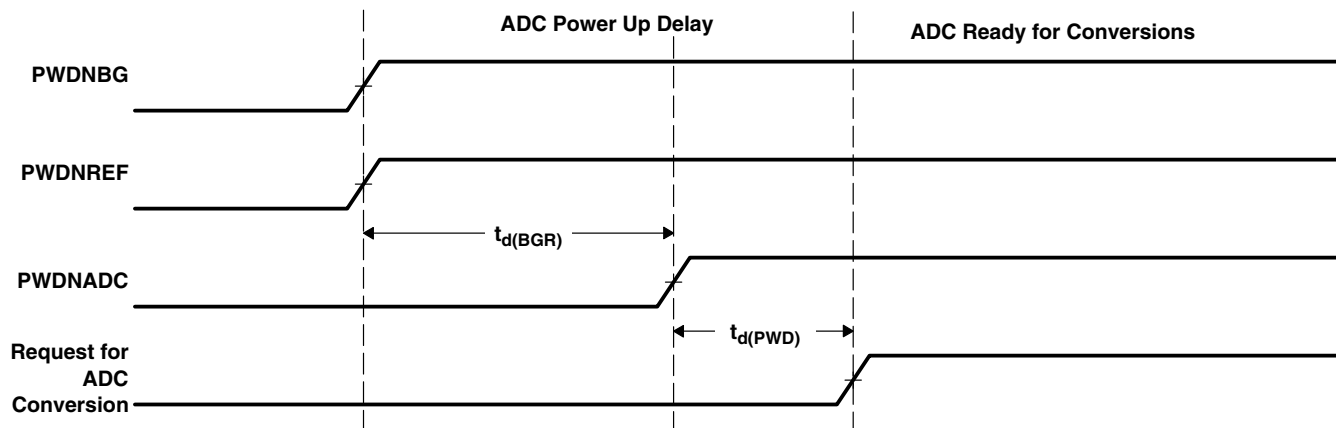 ADC Power Up Delay
ADC Ready for Conversions
PWDNBG
PWDNREF
td(BGR)
PWDNADC
td(PWD)
Request for
ADC
Conversion